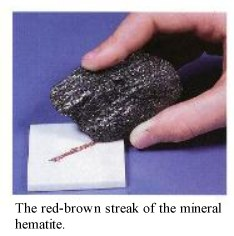 The red-brown streak of the mineral
hematite.